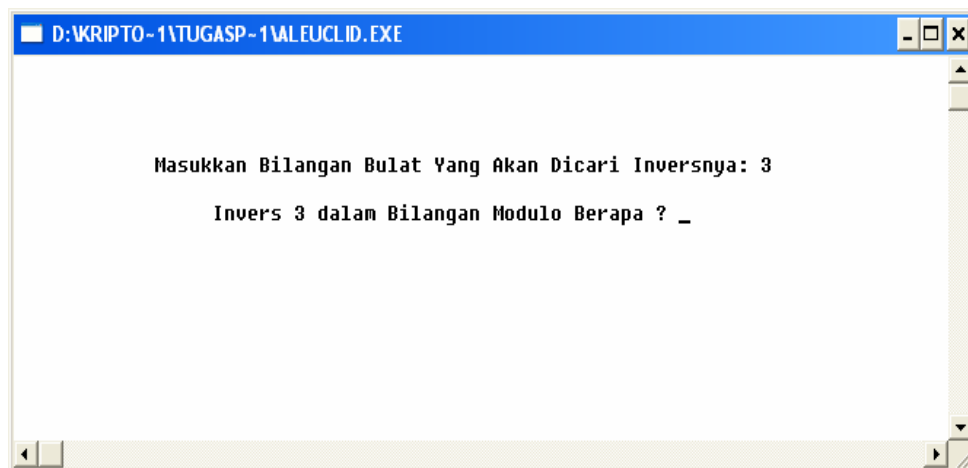 D:\KRIPTO~1\TUGASP~1\ALEUCLID.EXE
Masukkan Bilangan Bulat Yang Akan Dicari Inversnya: 3
Invers 3 dalam Bilangan Modulo Berapa ? _